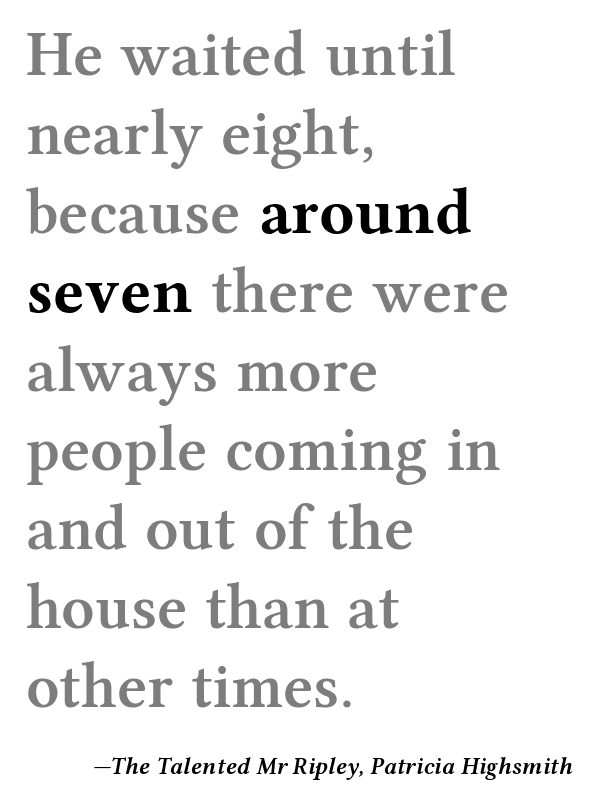 He waited until
nearly eight,
because around
seven there were
always more
people coming in
and out of the
house than at
other times.
—The Talented Mr Ripley, Patricia Highsmith